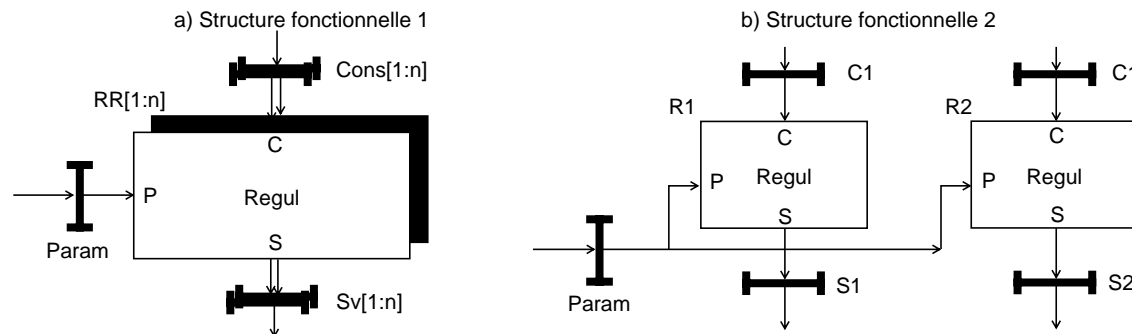 a) Structure fonctionnelle 1
Cons[1:n]
RR[1:n]
C
P
Regul
Param
S
Sv[1:n]
b) Structure fonctionnelle 2
C1
C1
R1
R2
C
C
P
Regul
P
Regul
S
S
Param
S1
S2